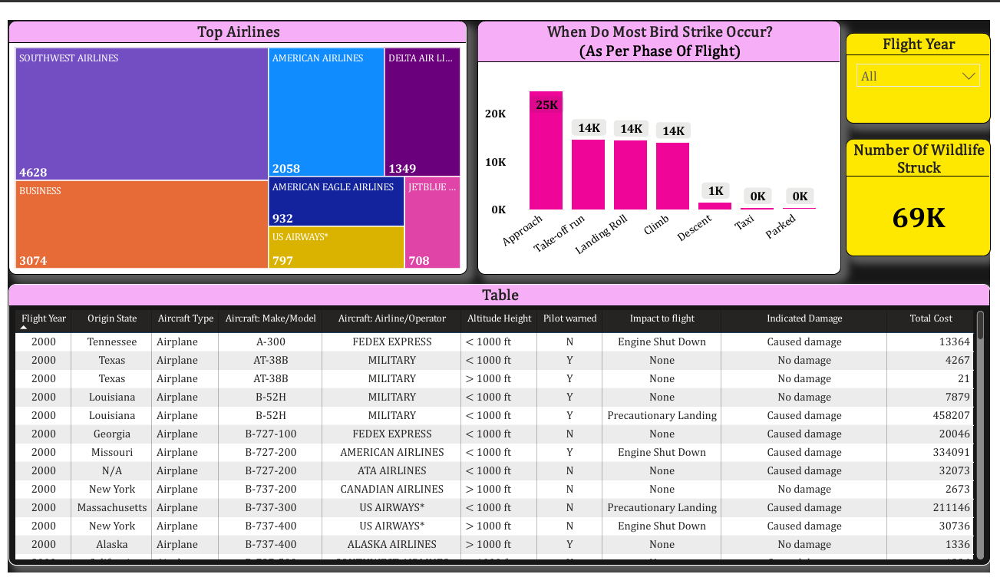 Top Airlines
SOUTHWEST AIRLINES
4628
BUSINESS
3074
AMERICAN AIRLINES
2058
DELTA AIR LI...
1349
AMERICAN EAGLE AIRLINES
932
US AIRWAYS*
797
JETBLUE ...
708
When Do Most Bird Strike Occur?
(As Per Phase Of Flight)
20K
10K
0K
25K
14K
14K
14K
1K
0K
0K
Approach
Take-off run
Landing Roll
Climb
Descent
Taxi
Parked
Flight Year
All
Number Of Wildlife
Struck
69K
Table
Flight Year Origin State Aircraft Type Aircraft: Make/Model Aircraft: Airline/Operator Altitude Height Pilot warned Impact to flight Indicated Damage Total Cost
2000 Tennessee Airplane A-300 FEDEX EXPRESS < 1000 ft N Engine Shut Down Caused damage 13364
2000 Texas Airplane AT-38B MILITARY < 1000 ft Y None No damage 4267
2000 Texas Airplane AT-38B MILITARY > 1000 ft Y None No damage 21
2000 Louisiana Airplane B-52H MILITARY < 1000 ft Y None No damage 7879
2000 Louisiana Airplane B-52H MILITARY < 1000 ft Y Precautionary Landing Caused damage 458207
2000 Georgia Airplane B-727-100 FEDEX EXPRESS < 1000 ft N None Caused damage 20046
2000 Missouri Airplane B-727-200 AMERICAN AIRLINES < 1000 ft Y Engine Shut Down Caused damage 334091
2000 N/A Airplane B-727-200 ATA AIRLINES < 1000 ft N None Caused damage 32073
2000 New York Airplane B-737-200 CANADIAN AIRLINES > 1000 ft N None No damage 2673
2000 Massachusetts Airplane B-737-300 US AIRWAYS* < 1000 ft N Precautionary Landing Caused damage 211146
2000 New York Airplane B-737-400 US AIRWAYS* > 1000 ft N Engine Shut Down Caused damage 30736
2000 Alaska Airplane B-737-400 ALASKA AIRLINES > 1000 ft Y None No damage 1336